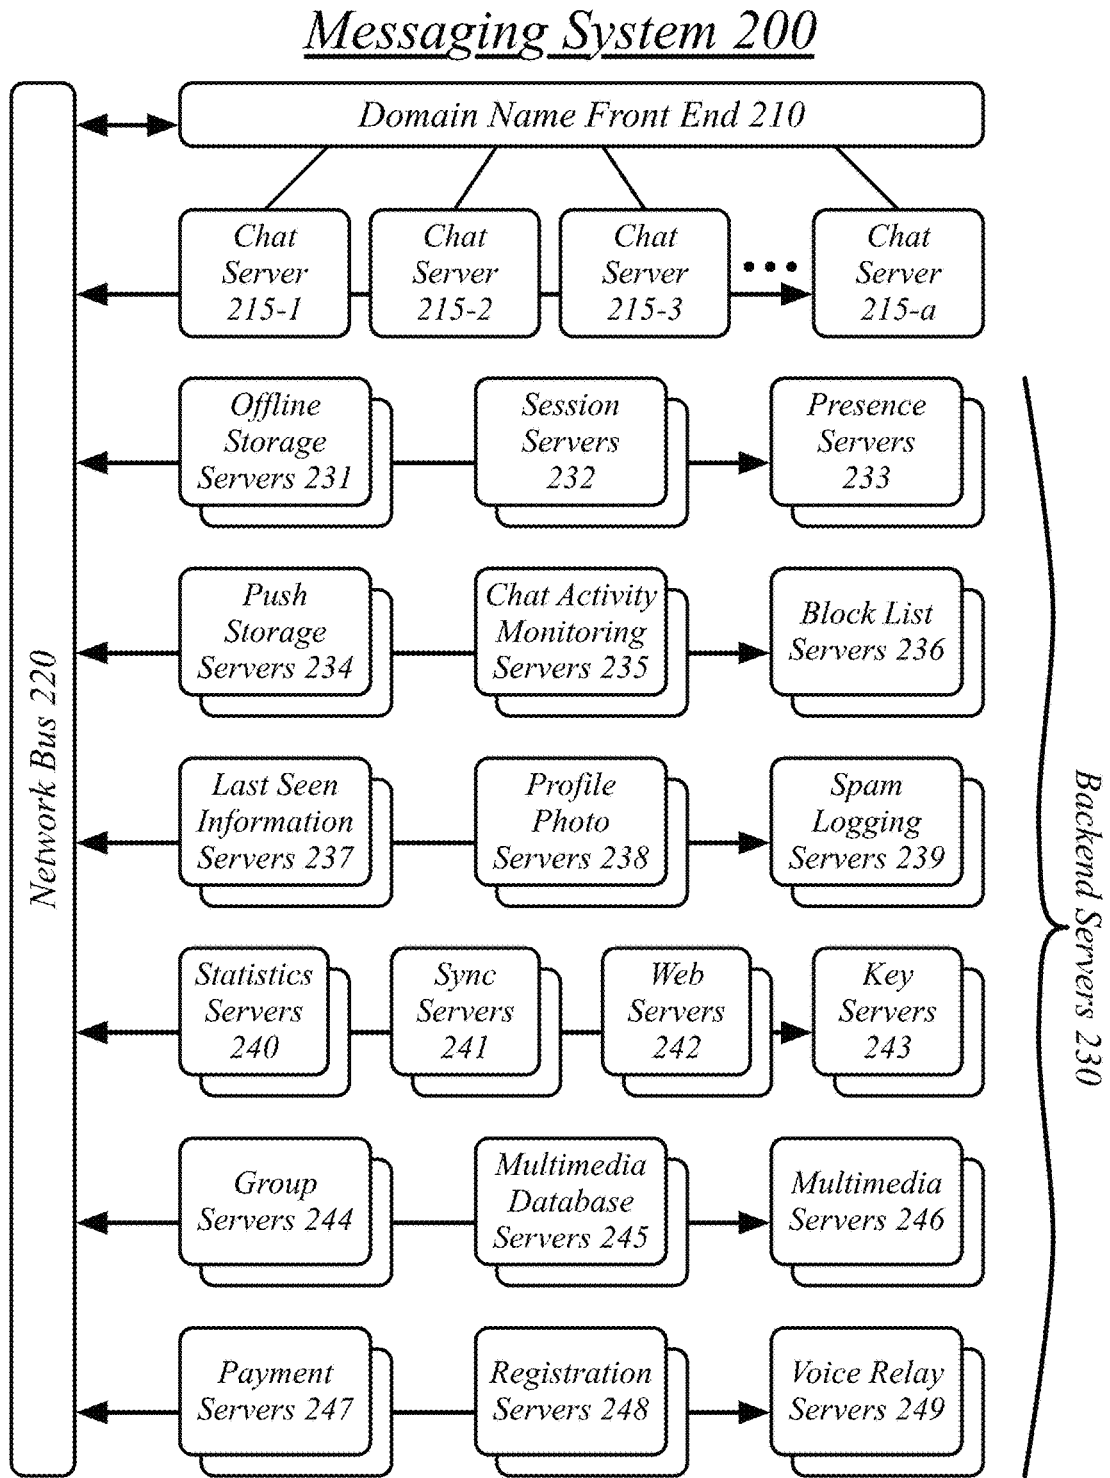 Messaging System 200
Domain Name Front End 210
Chat
Server
215-1
Chat
Server
215-2
Chat
Server
215-3
•••
Chat
Server
215-a
Offline
Storage
Servers 231
Session
Servers
232
Presence
Servers
233
Push
Storage
Servers 234
Chat Activity
Monitoring
Servers 235
Block List
Servers 236
Last Seen
Information
Servers 237
Profile
Photo
Servers 238
Spam
Logging
Servers 239
Statistics
Servers
240
Sync
Servers
241
Web
Servers
242
Key
Servers
243
Group
Servers 244
Multimedia
Database
Servers 245
Multimedia
Servers 246
Payment
Servers 247
Registration
Servers 248
Voice Relay
Servers 249
Network Bus 220
Backend Servers 230